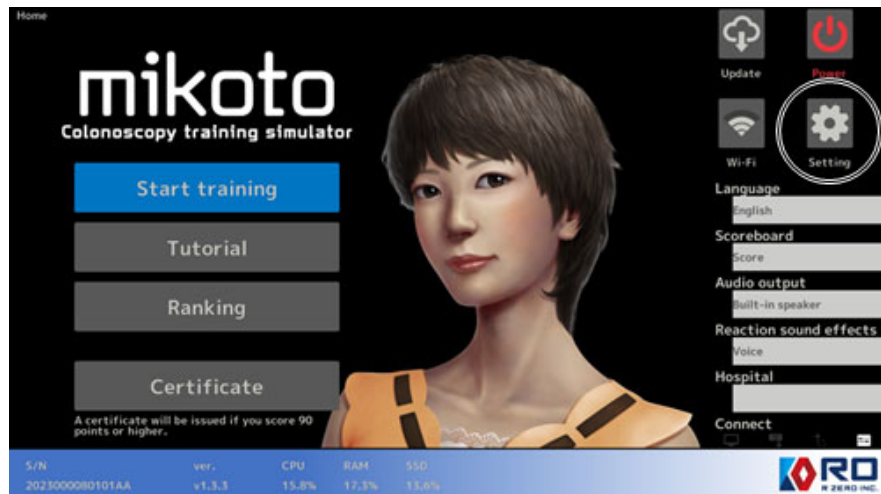 Home
mikoto
Colonoscopy training simulator
Start training
Tutorial
Ranking
Certificate
A certificate will be issued if you score 90
points or higher.
Update
Power
Wi-Fi
Setting
Language
English
Scoreboard
Score
Audio output
Built-in speaker
Reaction sound effects
Voice
Hospital
Connect
S/N ver. CPU RAM SSD
2023000080101AA v1.3.3 15.8% 17.3% 13.6%
RO
R ZERO INC.